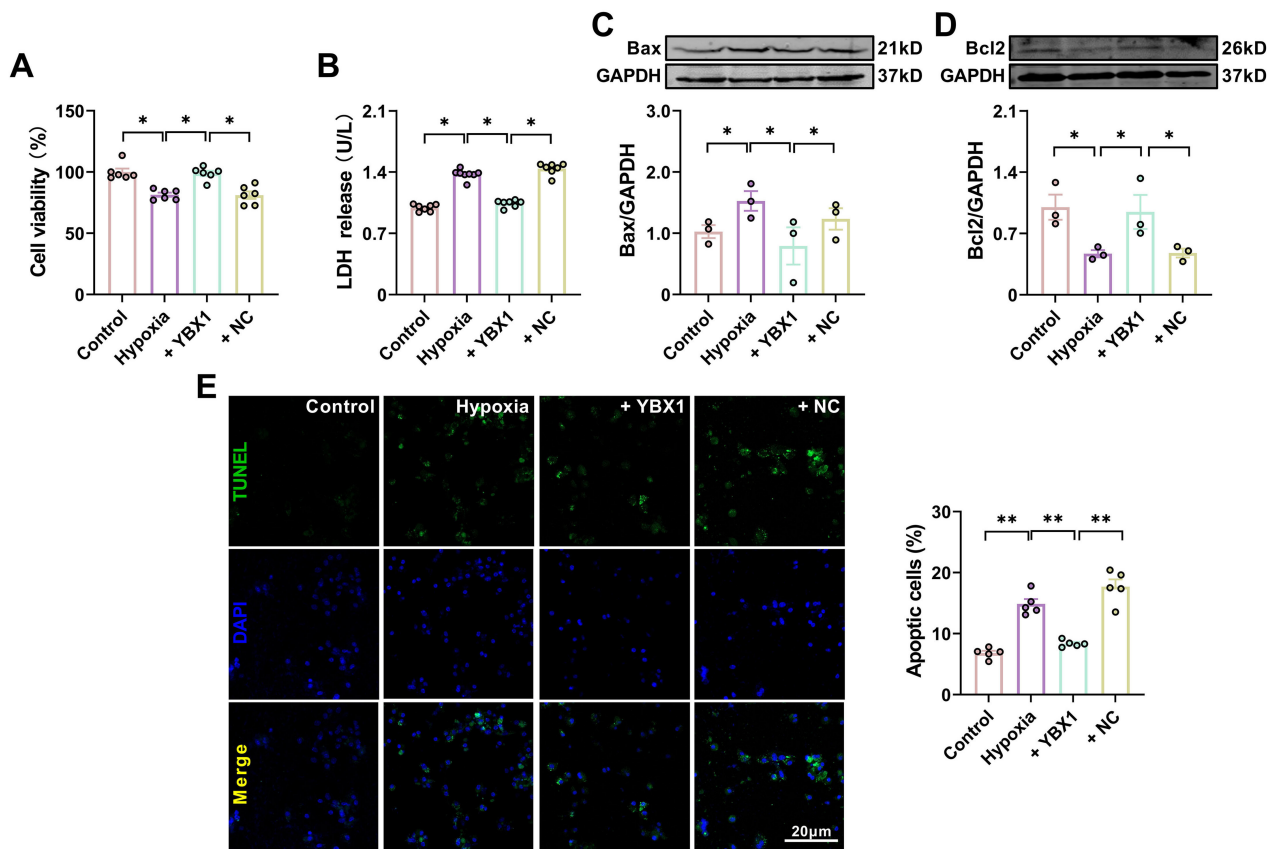 A
Cell viability (%)
150
100
50
0
* * *
Control
Hypoxia
+ YBX1
+ NC
B
LDH release (U/L)
2.1
1.4
0.7
0
* * *
Control
Hypoxia
+ YBX1
+ NC
C
Bax 21kD
GAPDH 37kD
Bax/GAPDH
3.0
2.0
1.0
0
* * *
Control
Hypoxia
+ YBX1
+ NC
D
Bcl2 26kD
GAPDH 37kD
Bcl2/GAPDH
2.1
1.4
0.7
0
* * *
Control
Hypoxia
+ YBX1
+ NC
E
Control Hypoxia + YBX1 + NC
TUNEL
DAPI
Merge
20μm
Apoptic cells (%)
30
20
10
0
** ** **
Control
Hypoxia
+ YBX1
+ NC